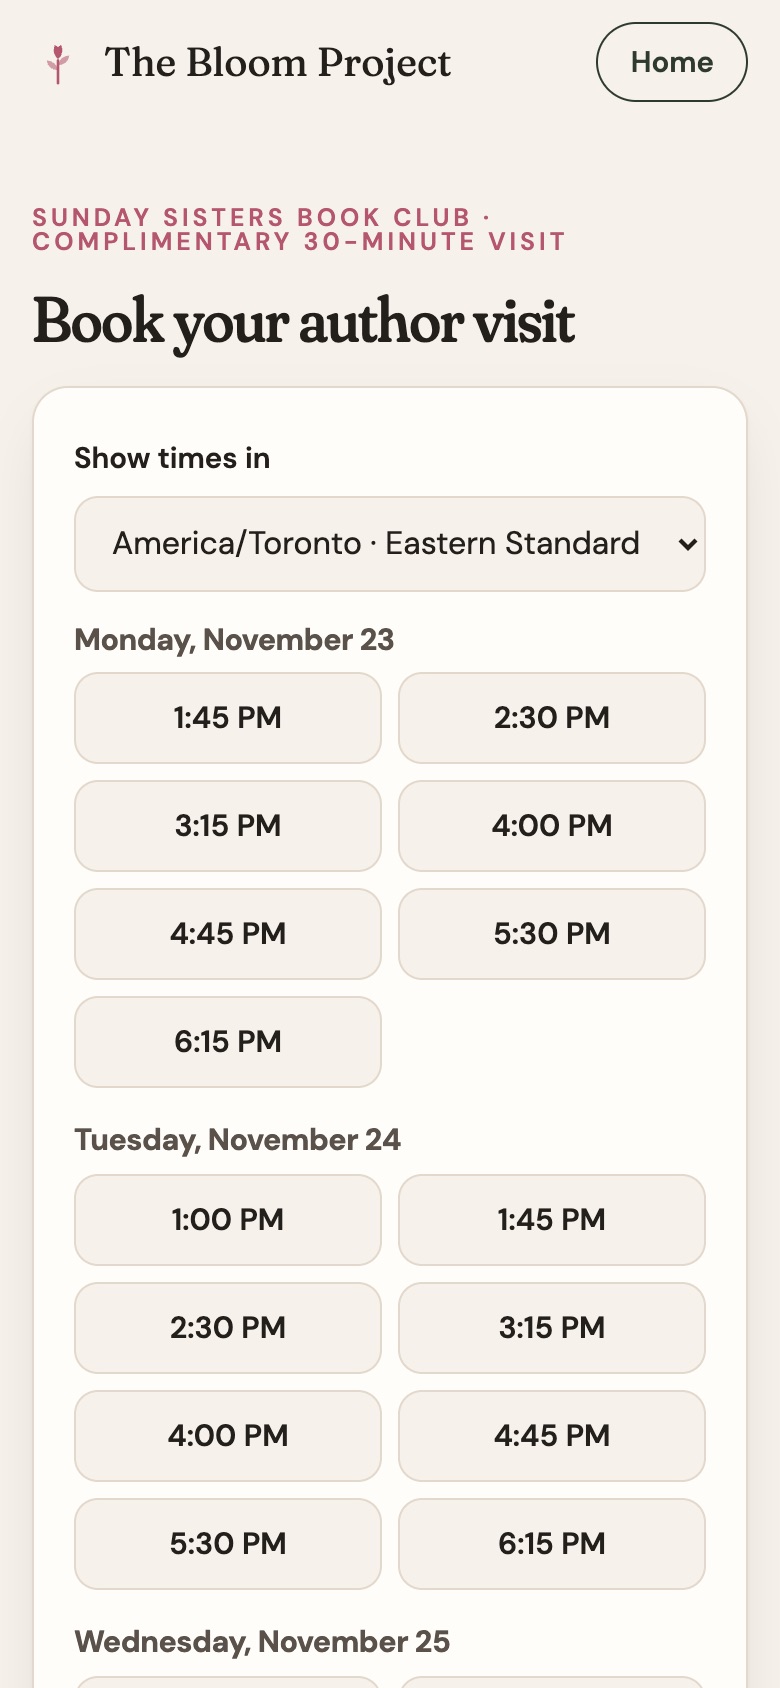 The Bloom Project
Home
SUNDAY SISTERS BOOK CLUB ·
COMPLIMENTARY 30-MINUTE VISIT
Book your author visit
Show times in
America/Toronto · Eastern Standard
Monday, November 23
1:45 PM
2:30 PM
3:15 PM
4:00 PM
4:45 PM
5:30 PM
6:15 PM
Tuesday, November 24
1:00 PM
1:45 PM
2:30 PM
3:15 PM
4:00 PM
4:45 PM
5:30 PM
6:15 PM
Wednesday, November 25